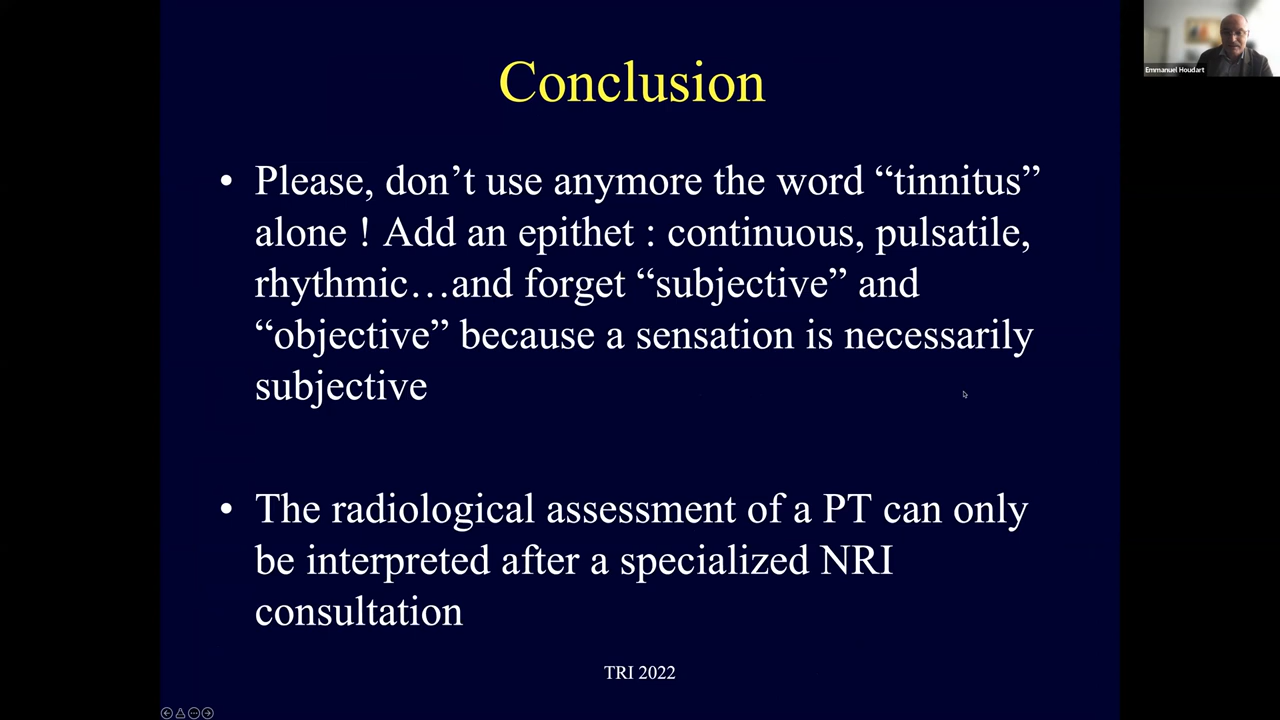 Emmanuel Houdart
Conclusion
• Please, don’t use anymore the word “tinnitus”
alone ! Add an epithet : continuous, pulsatile,
rhythmic…and forget “subjective” and
“objective” because a sensation is necessarily
subjective
• The radiological assessment of a PT can only
be interpreted after a specialized NRI
consultation
TRI 2022